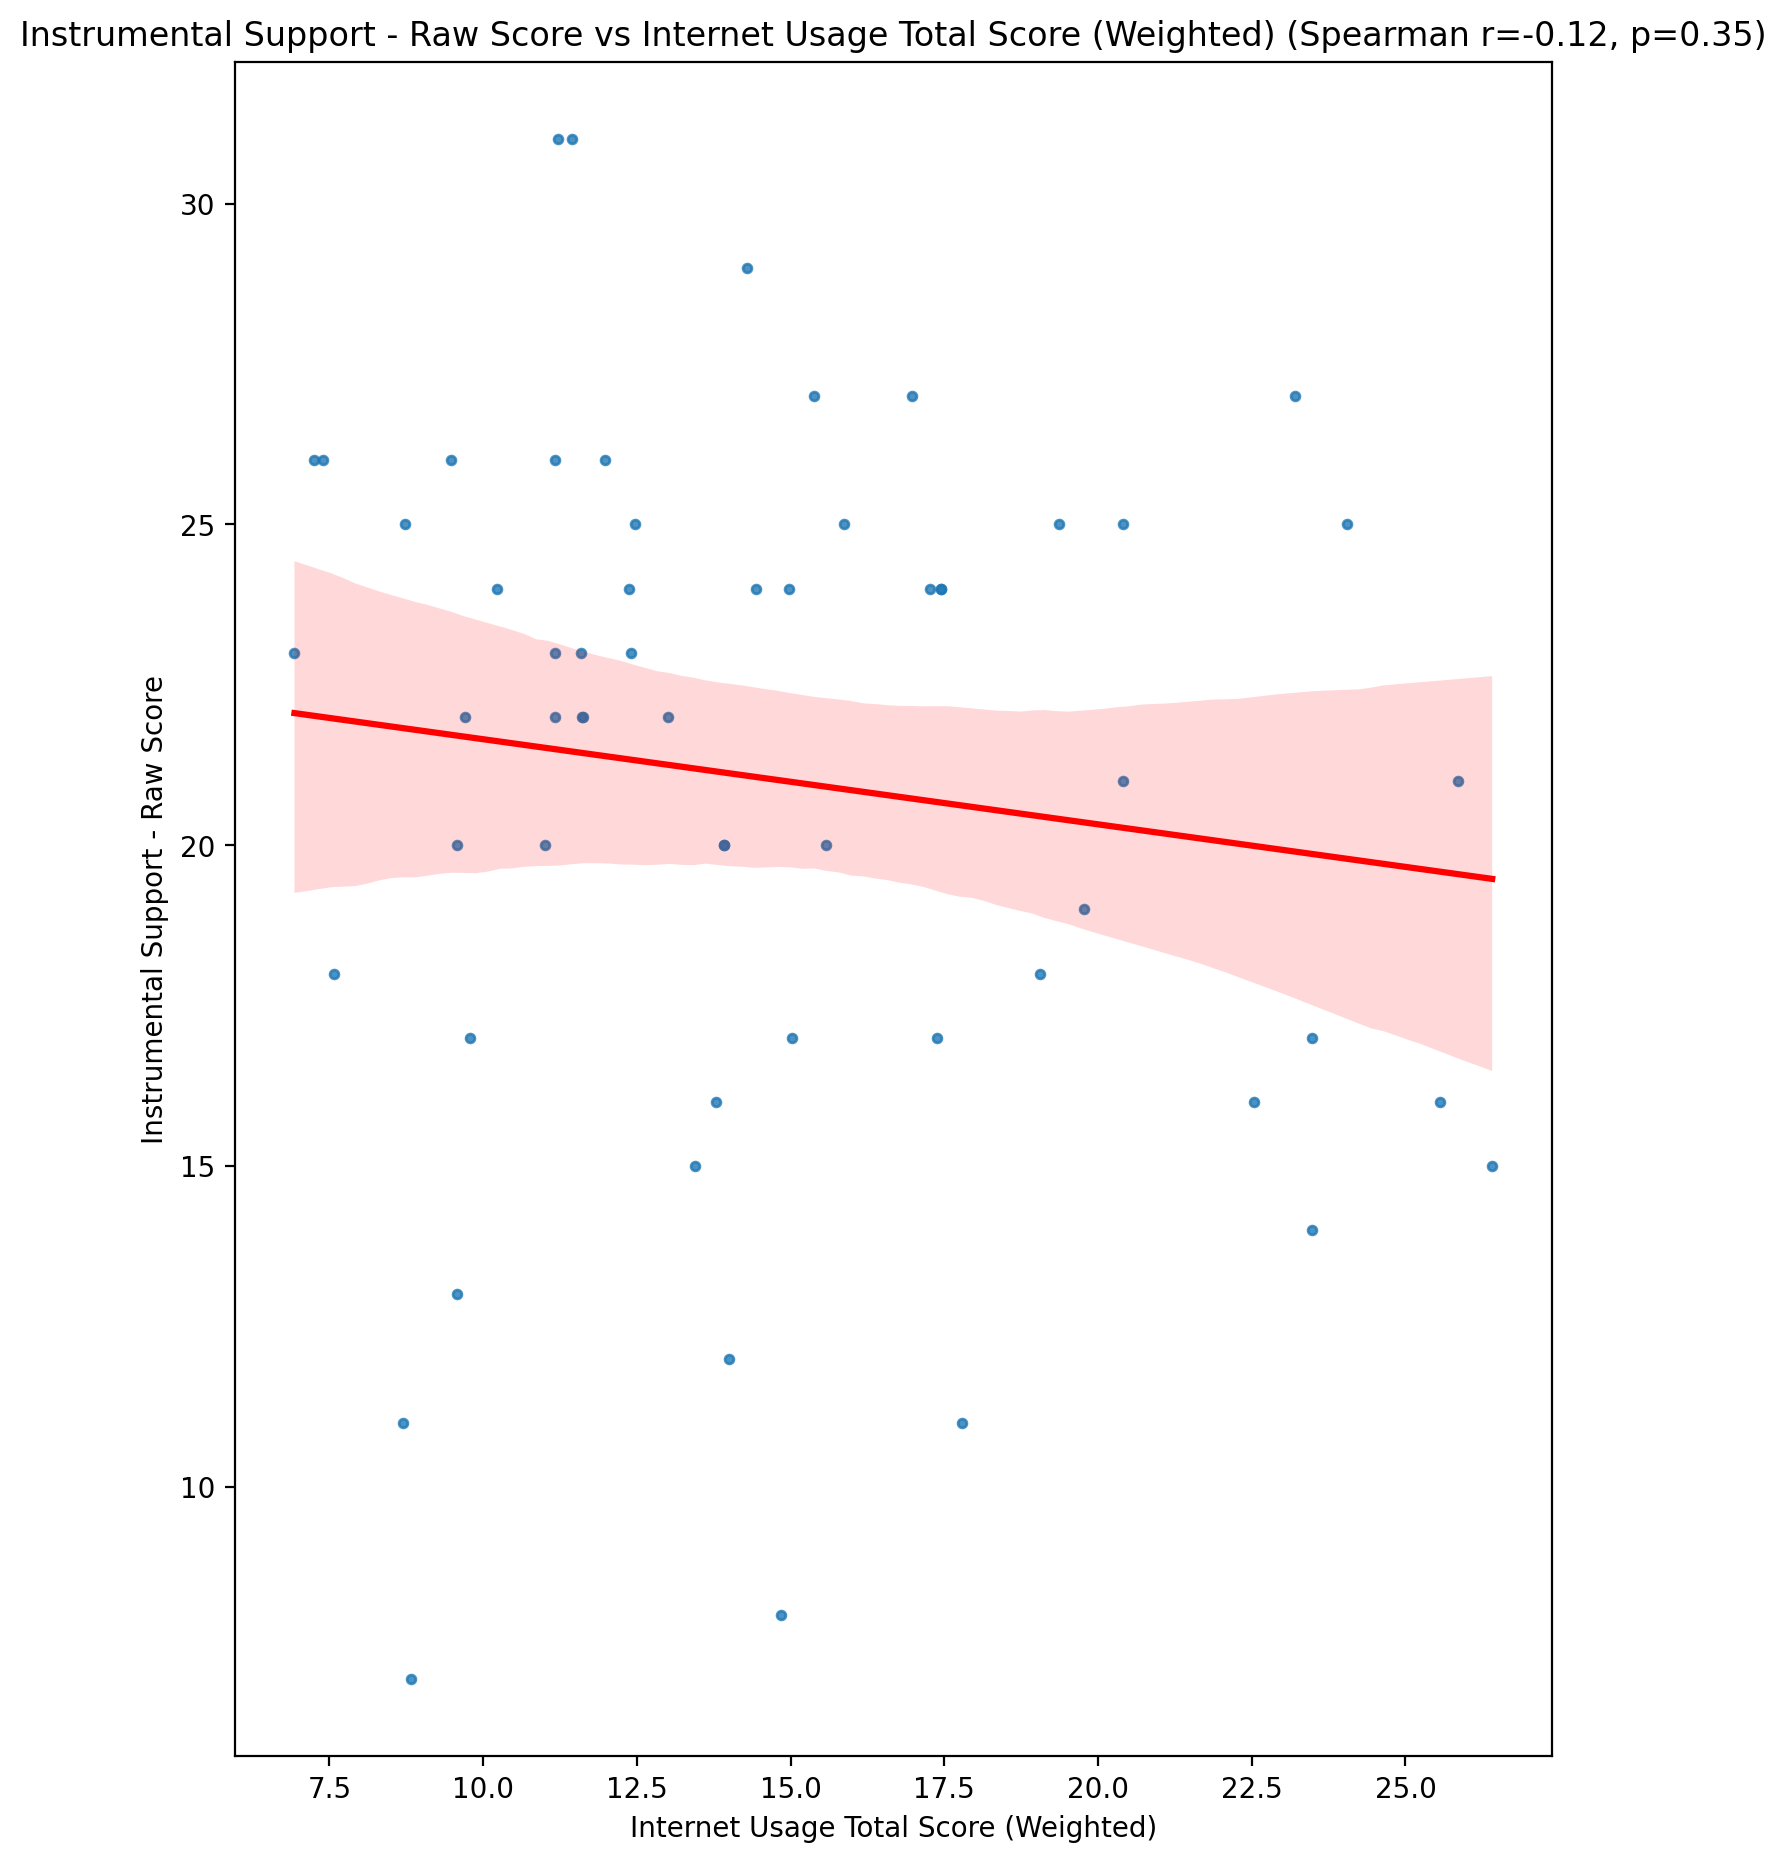 Instrumental Support - Raw Score vs Internet Usage Total Score (Weighted) (Spearman r=-0.12, p=0.35)
30
25
20
15
10
Instrumental Support - Raw Score
7.5 10.0 12.5 15.0 17.5 20.0 22.5 25.0
Internet Usage Total Score (Weighted)